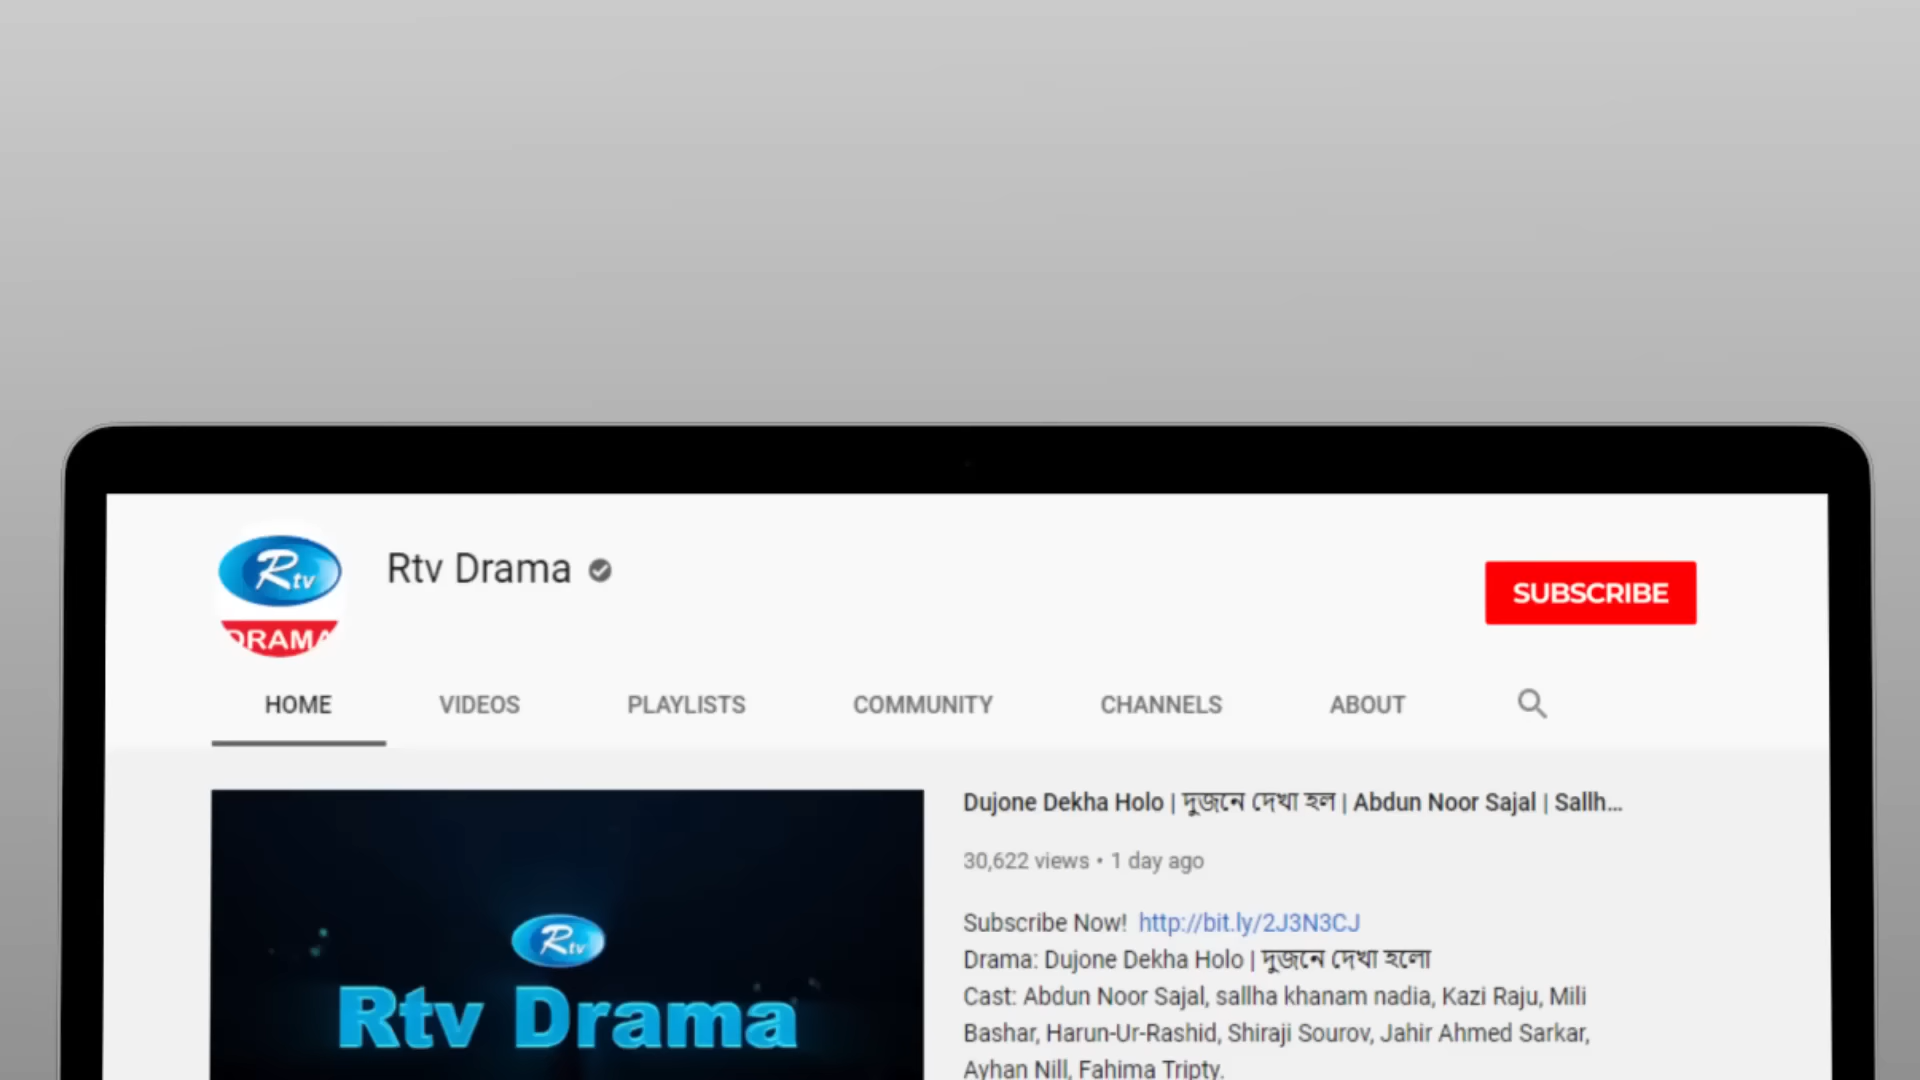 Rtv
DRAMA
Rtv Drama
SUBSCRIBE
HOME VIDEOS PLAYLISTS COMMUNITY CHANNELS ABOUT
Rtv
Rtv Drama
Dujone Dekha Holo | দুজনে দেখা হল | Abdun Noor Sajal | Sallh...
30,622 views • 1 day ago
Subscribe Now! http://bit.ly/2J3N3CJ
Drama: Dujone Dekha Holo | দুজনে দেখা হলো
Cast: Abdun Noor Sajal, sallha khanam nadia, Kazi Raju, Mili
Bashar, Harun-Ur-Rashid, Shiraji Sourov, Jahir Ahmed Sarkar,
Ayhan Nill, Fahima Tripty.